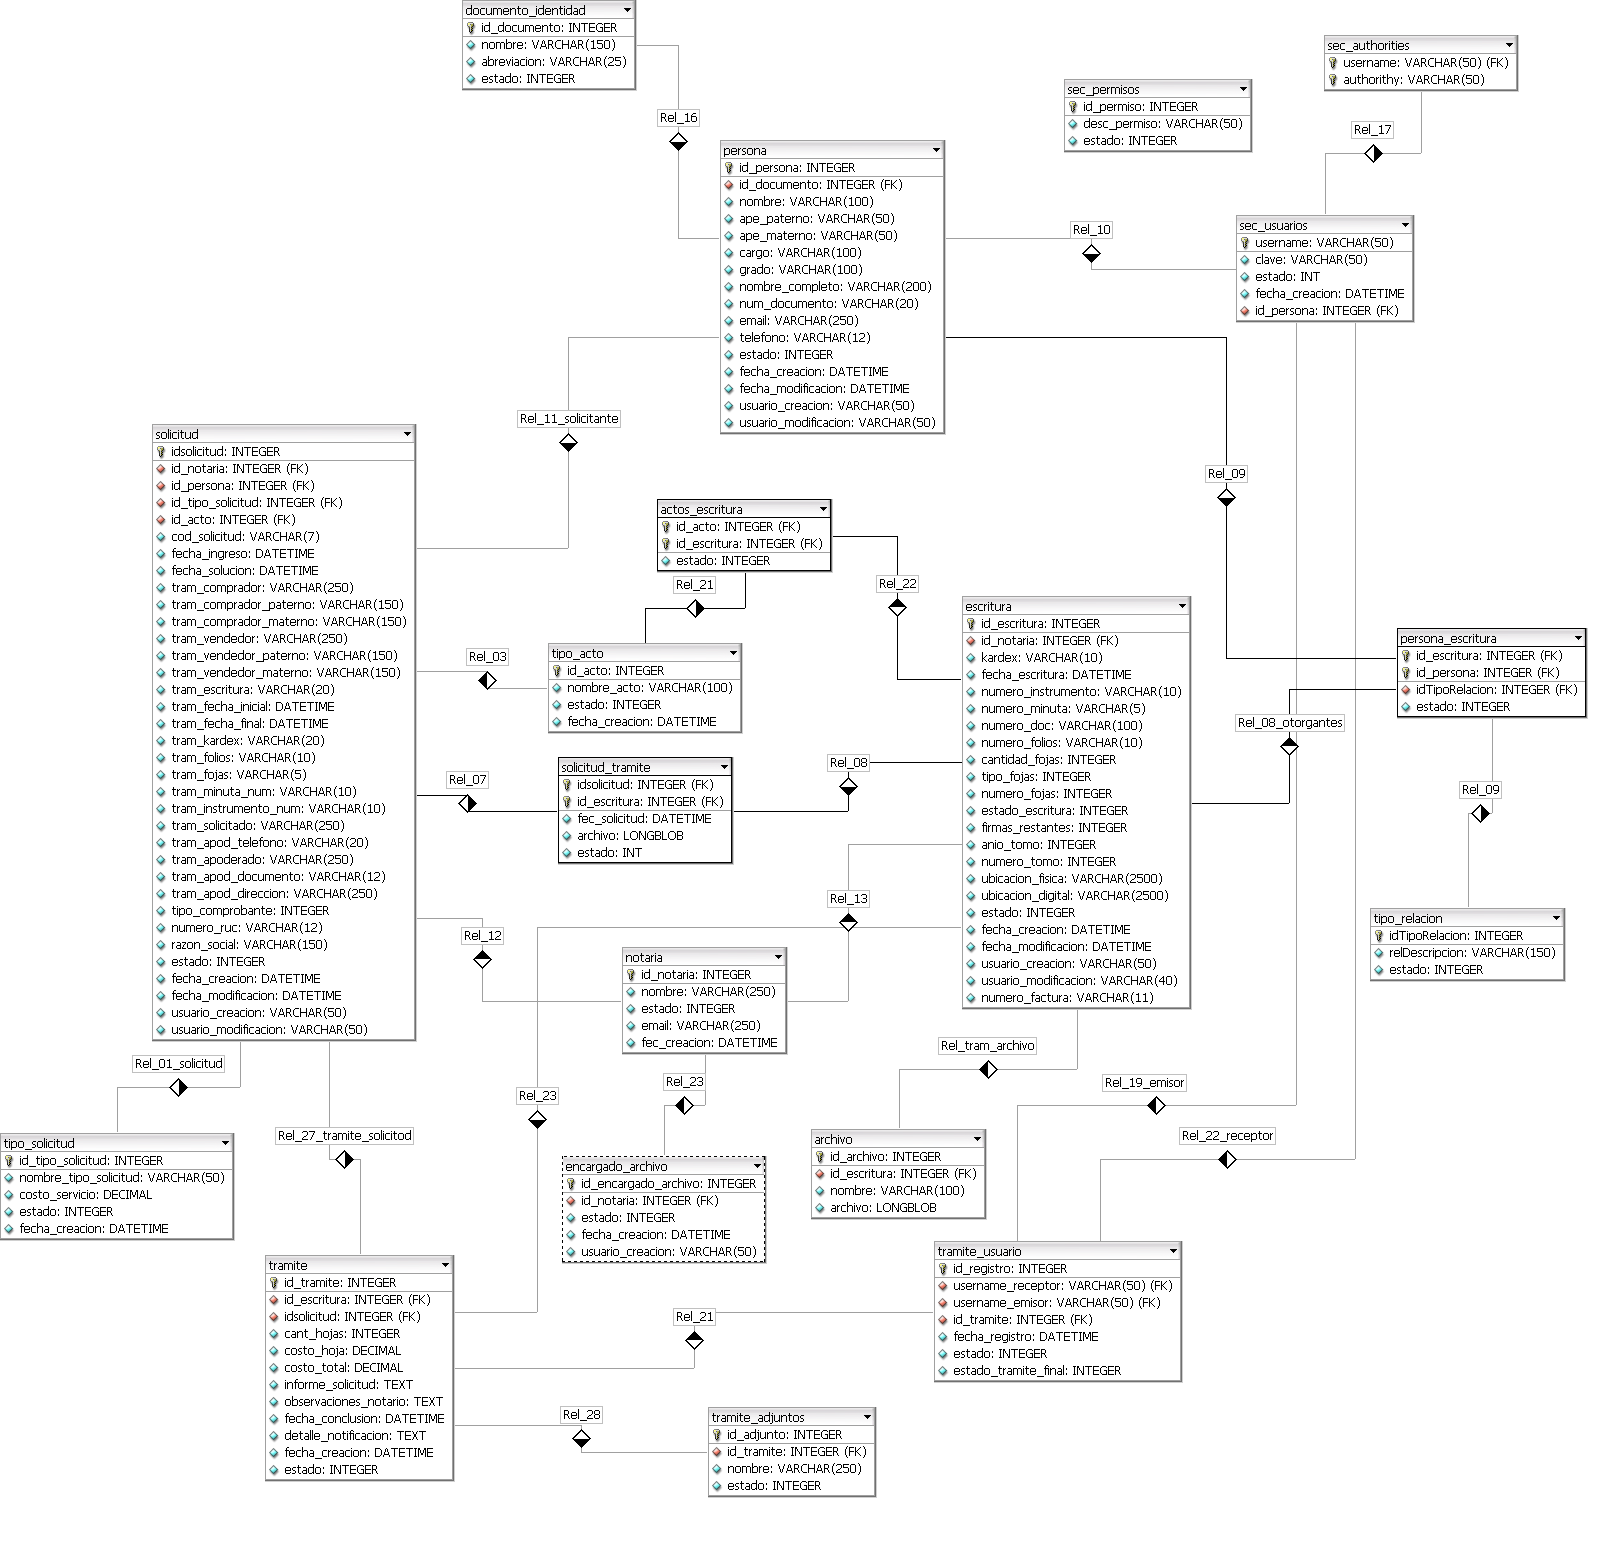 documento_identidad
id_documento: INTEGER
nombre: VARCHAR(150)
abreviacion: VARCHAR(25)
estado: INTEGER
sec_authorities
username: VARCHAR(50) (FK)
authorithy: VARCHAR(50)
sec_permisos
id_permiso: INTEGER
desc_permiso: VARCHAR(50)
estado: INTEGER
Rel_16
Rel_17
persona
id_persona: INTEGER
id_documento: INTEGER (FK)
nombre: VARCHAR(100)
ape_paterno: VARCHAR(50)
ape_materno: VARCHAR(50)
cargo: VARCHAR(100)
grado: VARCHAR(100)
nombre_completo: VARCHAR(200)
num_documento: VARCHAR(20)
email: VARCHAR(250)
telefono: VARCHAR(12)
estado: INTEGER
fecha_creacion: DATETIME
fecha_modificacion: DATETIME
usuario_creacion: VARCHAR(50)
usuario_modificacion: VARCHAR(50)
Rel_10
sec_usuarios
username: VARCHAR(50)
clave: VARCHAR(50)
estado: INT
fecha_creacion: DATETIME
id_persona: INTEGER (FK)
Rel_11_solicitante
Rel_09
solicitud
idsolicitud: INTEGER
id_notaria: INTEGER (FK)
id_persona: INTEGER (FK)
id_tipo_solicitud: INTEGER (FK)
id_acto: INTEGER (FK)
cod_solicitud: VARCHAR(7)
fecha_ingreso: DATETIME
fecha_solucion: DATETIME
tram_comprador: VARCHAR(250)
tram_comprador_paterno: VARCHAR(150)
tram_comprador_materno: VARCHAR(150)
tram_vendedor: VARCHAR(250)
tram_vendedor_paterno: VARCHAR(150)
tram_vendedor_materno: VARCHAR(150)
tram_escritura: VARCHAR(20)
tram_fecha_inicial: DATETIME
tram_fecha_final: DATETIME
tram_kardex: VARCHAR(20)
tram_folios: VARCHAR(10)
tram_fojas: VARCHAR(5)
tram_minuta_num: VARCHAR(10)
tram_instrumento_num: VARCHAR(10)
tram_solicitado: VARCHAR(250)
tram_apod_telefono: VARCHAR(20)
tram_apoderado: VARCHAR(250)
tram_apod_documento: VARCHAR(12)
tram_apod_direccion: VARCHAR(250)
tipo_comprobante: INTEGER
numero_ruc: VARCHAR(12)
razon_social: VARCHAR(150)
estado: INTEGER
fecha_creacion: DATETIME
fecha_modificacion: DATETIME
usuario_creacion: VARCHAR(50)
usuario_modificacion: VARCHAR(50)
actos_escritura
id_acto: INTEGER (FK)
id_escritura: INTEGER (FK)
estado: INTEGER
Rel_21
Rel_22
Rel_03
tipo_acto
id_acto: INTEGER
nombre_acto: VARCHAR(100)
estado: INTEGER
fecha_creacion: DATETIME
escritura
id_escritura: INTEGER
id_notaria: INTEGER (FK)
kardex: VARCHAR(10)
fecha_escritura: DATETIME
numero_instrumento: VARCHAR(10)
numero_minuta: VARCHAR(5)
numero_doc: VARCHAR(100)
numero_folios: VARCHAR(10)
cantidad_fojas: INTEGER
tipo_fojas: INTEGER
numero_fojas: INTEGER
estado_escritura: INTEGER
firmas_restantes: INTEGER
anio_tomo: INTEGER
numero_tomo: INTEGER
ubicacion_fisica: VARCHAR(2500)
ubicacion_digital: VARCHAR(2500)
estado: INTEGER
fecha_creacion: DATETIME
fecha_modificacion: DATETIME
usuario_creacion: VARCHAR(50)
usuario_modificacion: VARCHAR(40)
numero_factura: VARCHAR(11)
persona_escritura
id_escritura: INTEGER (FK)
id_persona: INTEGER (FK)
idTipoRelacion: INTEGER (FK)
estado: INTEGER
Rel_08_otorgantes
Rel_07
solicitud_tramite
idsolicitud: INTEGER (FK)
id_escritura: INTEGER (FK)
fec_solicitud: DATETIME
archivo: LONGBLOB
estado: INT
Rel_08
Rel_09
Rel_13
Rel_12
tipo_relacion
idTipoRelacion: INTEGER
relDescripcion: VARCHAR(150)
estado: INTEGER
notaria
id_notaria: INTEGER
nombre: VARCHAR(250)
estado: INTEGER
email: VARCHAR(250)
fec_creacion: DATETIME
Rel_01_solicitud
Rel_23
Rel_23
Rel_tram_archivo
Rel_19_emisor
Rel_27_tramite_solicitod
Rel_22_receptor
tipo_solicitud
id_tipo_solicitud: INTEGER
nombre_tipo_solicitud: VARCHAR(50)
costo_servicio: DECIMAL
estado: INTEGER
fecha_creacion: DATETIME
encargado_archivo
id_encargado_archivo: INTEGER
id_notaria: INTEGER (FK)
estado: INTEGER
fecha_creacion: DATETIME
usuario_creacion: VARCHAR(50)
archivo
id_archivo: INTEGER
id_escritura: INTEGER (FK)
nombre: VARCHAR(100)
archivo: LONGBLOB
tramite
id_tramite: INTEGER
id_escritura: INTEGER (FK)
idsolicitud: INTEGER (FK)
cant_hojas: INTEGER
costo_hoja: DECIMAL
costo_total: DECIMAL
informe_solicitud: TEXT
observaciones_notario: TEXT
fecha_conclusion: DATETIME
detalle_notificacion: TEXT
fecha_creacion: DATETIME
estado: INTEGER
Rel_21
tramite_usuario
id_registro: INTEGER
username_receptor: VARCHAR(50) (FK)
username_emisor: VARCHAR(50) (FK)
id_tramite: INTEGER (FK)
fecha_registro: DATETIME
estado: INTEGER
estado_tramite_final: INTEGER
Rel_28
tramite_adjuntos
id_adjunto: INTEGER
id_tramite: INTEGER (FK)
nombre: VARCHAR(250)
estado: INTEGER